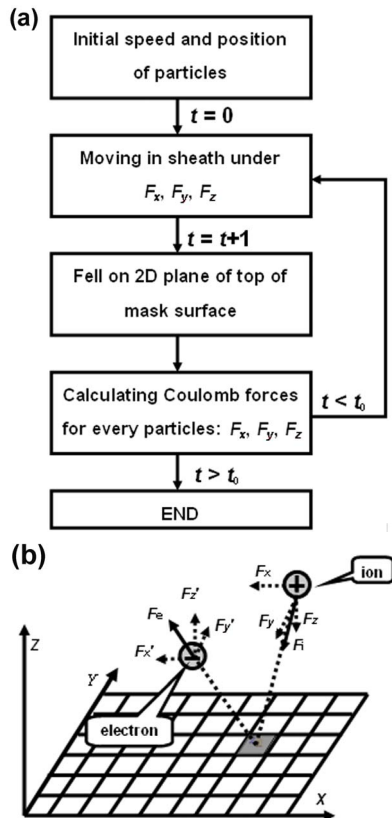 (a)
Initial speed and position
of particles
t = 0
Moving in sheath under
Fx, Fy, Fz
t = t+1
Fell on 2D plane of top of
mask surface
Calculating Coulomb forces
for every particles: Fx, Fy, Fz
t < t0
t > t0
END
(b)
ion
Fx
+
Fz'
Fe
Fy'
Fy
Fz
Fi
Z
Fx'
−
Y
electron
X